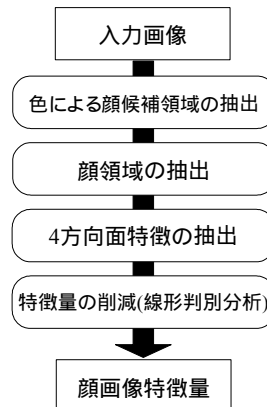 入力画像
色による顔候補領域の抽出
顔領域の抽出
4方向面特徴の抽出
特徴量の削減(線形判別分析)
顔画像特徴量